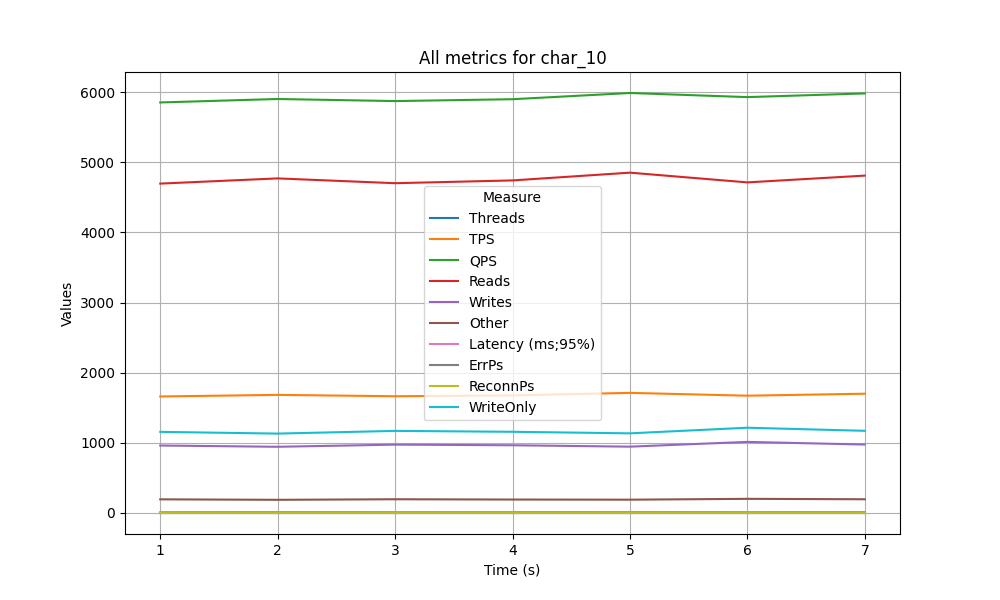 All metrics for char_10
6000
5000
4000
3000
2000
1000
0
Values
Measure
Threads
TPS
QPS
Reads
Writes
Other
Latency (ms;95%)
ErrPs
ReconnPs
WriteOnly
1 2 3 4 5 6 7
Time (s)